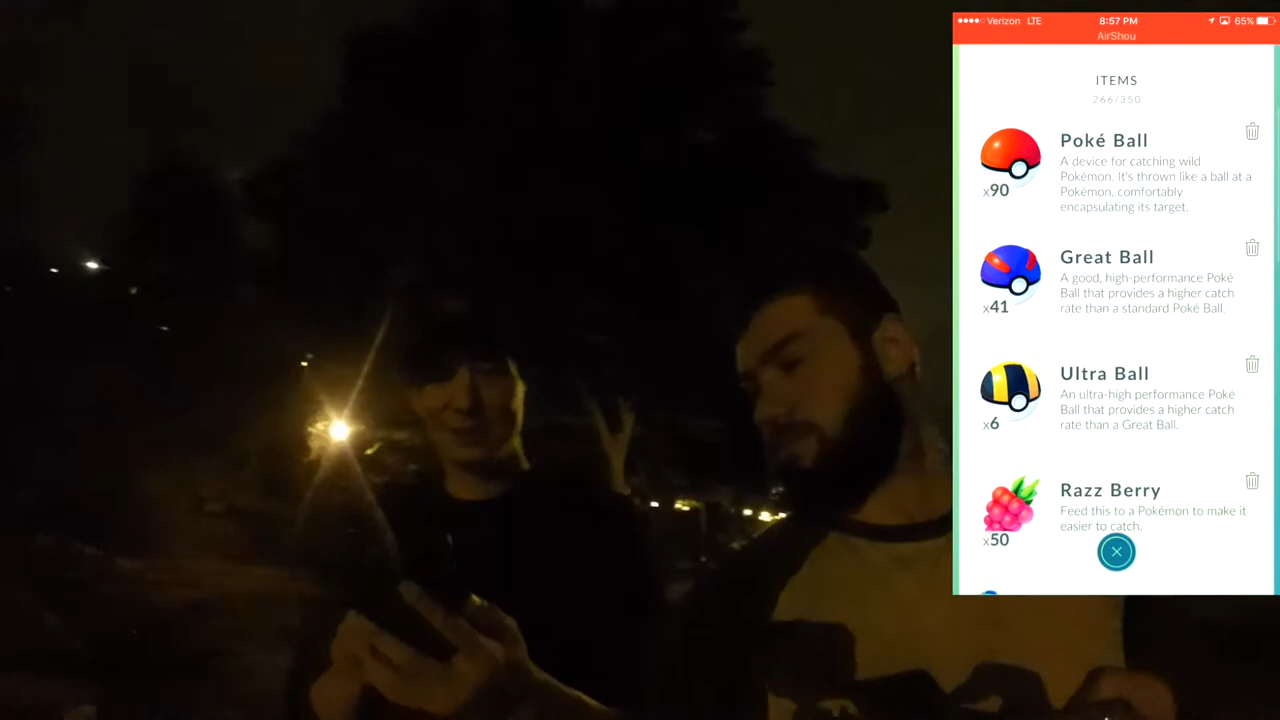 Verizon LTE 8:57 PM 65%
AirShou
ITEMS
266/350
Poké Ball
A device for catching wild
Pokémon. It's thrown like a ball at a
Pokémon, comfortably
encapsulating its target.
x90
Great Ball
A good, high-performance Poké
Ball that provides a higher catch
rate than a standard Poké Ball.
x41
Ultra Ball
An ultra-high performance Poké
Ball that provides a higher catch
rate than a Great Ball.
x6
Razz Berry
Feed this to a Pokémon to make it
easier to catch.
x50